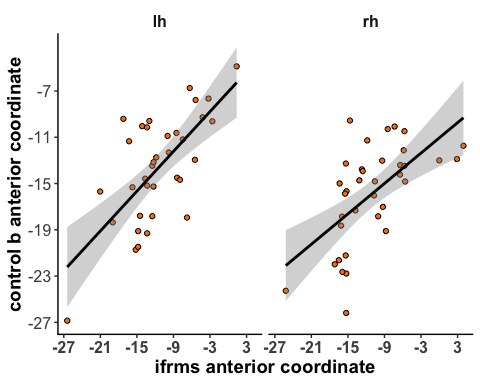 lh rh
control b anterior coordinate
-7
-11
-15
-19
-23
-27
-27 -21 -15 -9 -3 3 -27 -21 -15 -9 -3 3
ifrms anterior coordinate